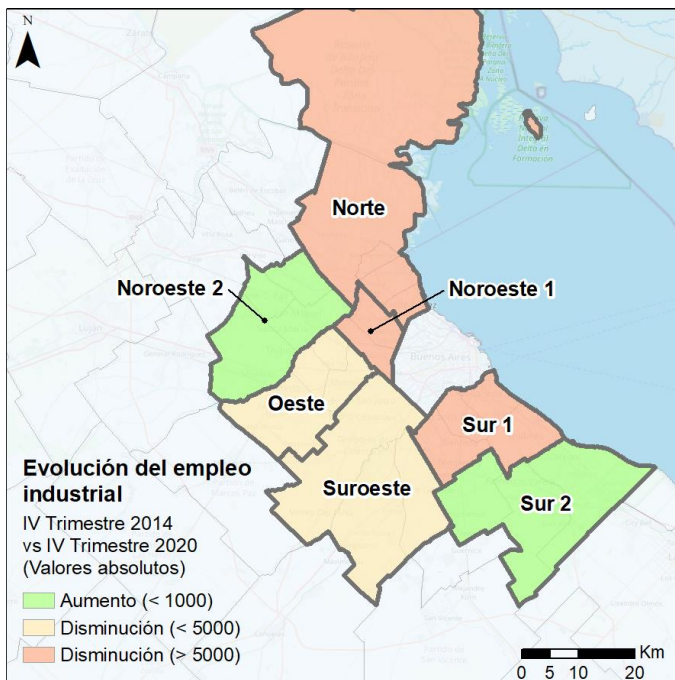 N
Norte
Noroeste 2
Noroeste 1
Buenos Aires
Oeste
Sur 1
Suroeste
Sur 2
Evolución del empleo
industrial
IV Trimestre 2014
vs IV Trimestre 2020
(Valores absolutos)
Aumento (< 1000)
Disminución (< 5000)
Disminución (> 5000)
Km
0 5 10 20